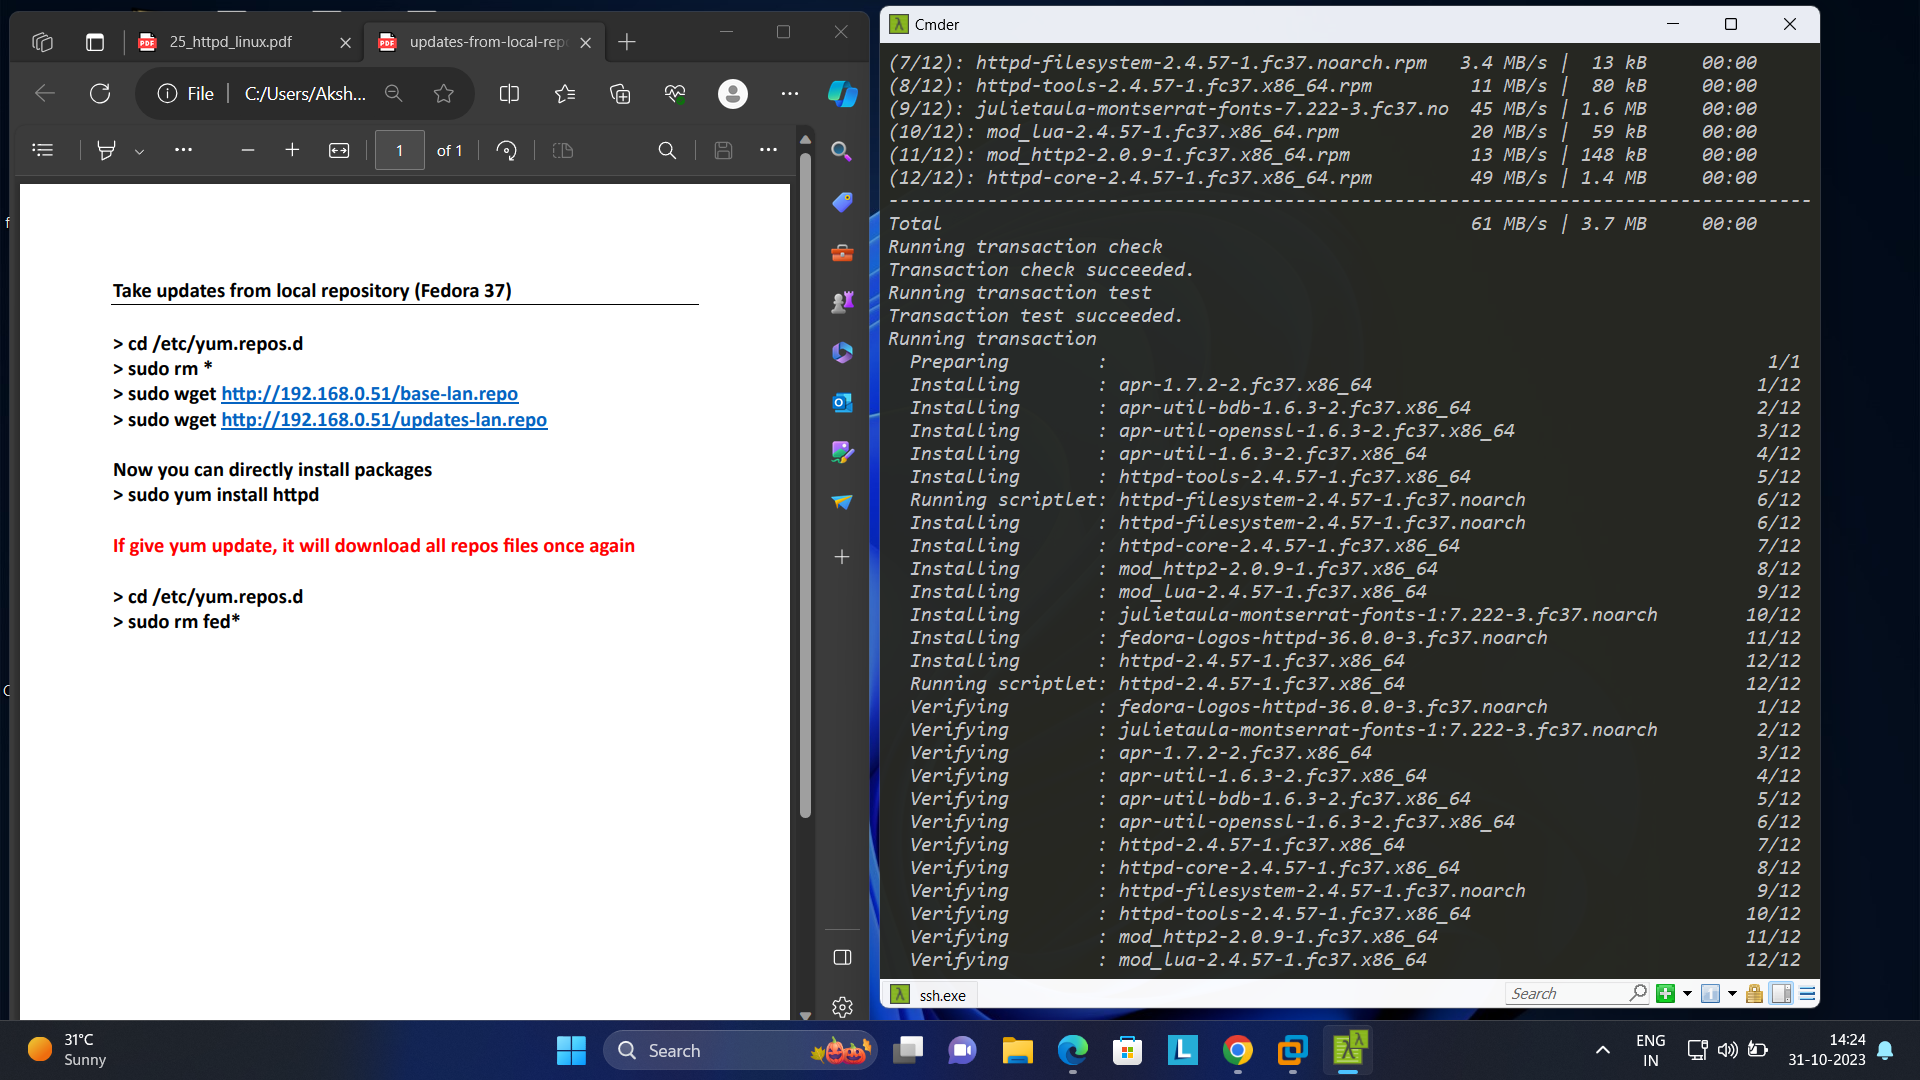 25_httpd_linux.pdf
updates-from-local-rep
File
C:/Users/Aksh...
1
of 1
Take updates from local repository (Fedora 37)
> cd /etc/yum.repos.d
> sudo rm *
> sudo wget http://192.168.0.51/base-lan.repo
> sudo wget http://192.168.0.51/updates-lan.repo
Now you can directly install packages
> sudo yum install httpd
If give yum update, it will download all repos files once again
> cd /etc/yum.repos.d
> sudo rm fed*
Cmder
(7/12): httpd-filesystem-2.4.57-1.fc37.noarch.rpm 3.4 MB/s | 13 kB 00:00
(8/12): httpd-tools-2.4.57-1.fc37.x86_64.rpm 11 MB/s | 80 kB 00:00
(9/12): julietaula-montserrat-fonts-7.222-3.fc37.no 45 MB/s | 1.6 MB 00:00
(10/12): mod_lua-2.4.57-1.fc37.x86_64.rpm 20 MB/s | 59 kB 00:00
(11/12): mod_http2-2.0.9-1.fc37.x86_64.rpm 13 MB/s | 148 kB 00:00
(12/12): httpd-core-2.4.57-1.fc37.x86_64.rpm 49 MB/s | 1.4 MB 00:00
------------------------------------------------------------------------------------
Total 61 MB/s | 3.7 MB 00:00
Running transaction check
Transaction check succeeded.
Running transaction test
Transaction test succeeded.
Running transaction
Preparing : 1/1
Installing : apr-1.7.2-2.fc37.x86_64 1/12
Installing : apr-util-bdb-1.6.3-2.fc37.x86_64 2/12
Installing : apr-util-openssl-1.6.3-2.fc37.x86_64 3/12
Installing : apr-util-1.6.3-2.fc37.x86_64 4/12
Installing : httpd-tools-2.4.57-1.fc37.x86_64 5/12
Running scriptlet: httpd-filesystem-2.4.57-1.fc37.noarch 6/12
Installing : httpd-filesystem-2.4.57-1.fc37.noarch 6/12
Installing : httpd-core-2.4.57-1.fc37.x86_64 7/12
Installing : mod_http2-2.0.9-1.fc37.x86_64 8/12
Installing : mod_lua-2.4.57-1.fc37.x86_64 9/12
Installing : julietaula-montserrat-fonts-1:7.222-3.fc37.noarch 10/12
Installing : fedora-logos-httpd-36.0.0-3.fc37.noarch 11/12
Installing : httpd-2.4.57-1.fc37.x86_64 12/12
Running scriptlet: httpd-2.4.57-1.fc37.x86_64 12/12
Verifying : fedora-logos-httpd-36.0.0-3.fc37.noarch 1/12
Verifying : julietaula-montserrat-fonts-1:7.222-3.fc37.noarch 2/12
Verifying : apr-1.7.2-2.fc37.x86_64 3/12
Verifying : apr-util-1.6.3-2.fc37.x86_64 4/12
Verifying : apr-util-bdb-1.6.3-2.fc37.x86_64 5/12
Verifying : apr-util-openssl-1.6.3-2.fc37.x86_64 6/12
Verifying : httpd-2.4.57-1.fc37.x86_64 7/12
Verifying : httpd-core-2.4.57-1.fc37.x86_64 8/12
Verifying : httpd-filesystem-2.4.57-1.fc37.noarch 9/12
Verifying : httpd-tools-2.4.57-1.fc37.x86_64 10/12
Verifying : mod_http2-2.0.9-1.fc37.x86_64 11/12
Verifying : mod_lua-2.4.57-1.fc37.x86_64 12/12
ssh.exe
Search
31°C
Sunny
Search
ENG
IN
14:24
31-10-2023